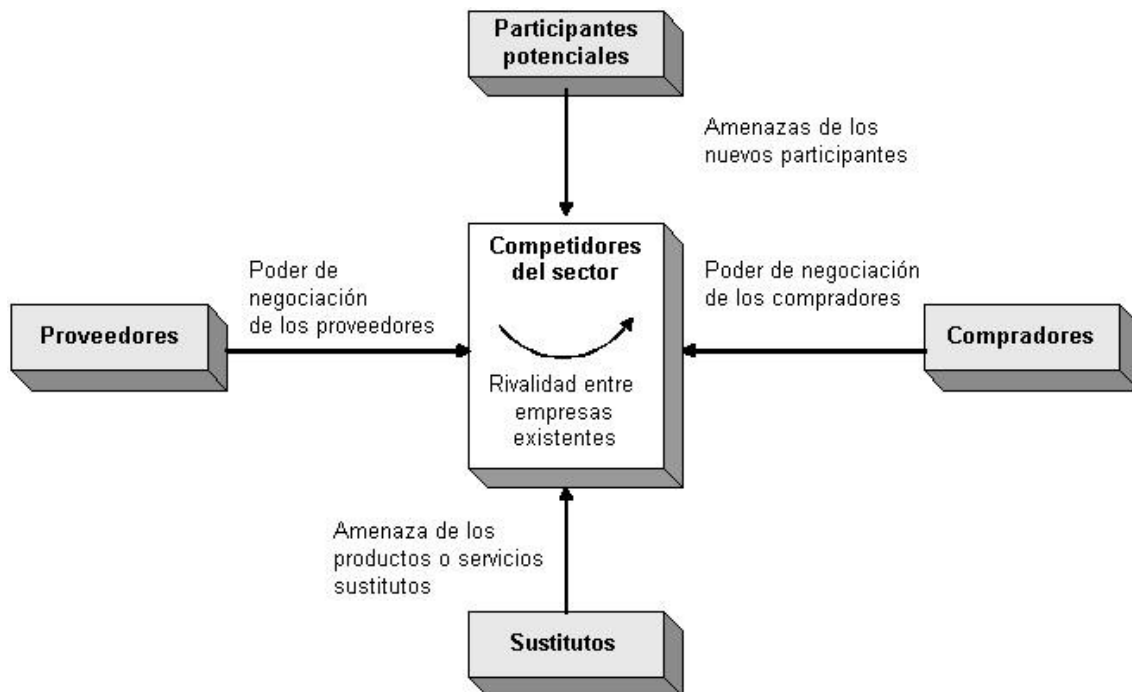 Participantes
potenciales
Amenazas de los
nuevos participantes
Competidores
del sector
Poder de
negociación
de los proveedores
Poder de negociación
de los compradores
Proveedores
Compradores
Rivalidad entre
empresas
existentes
Amenaza de los
productos o servicios
sustitutos
Sustitutos